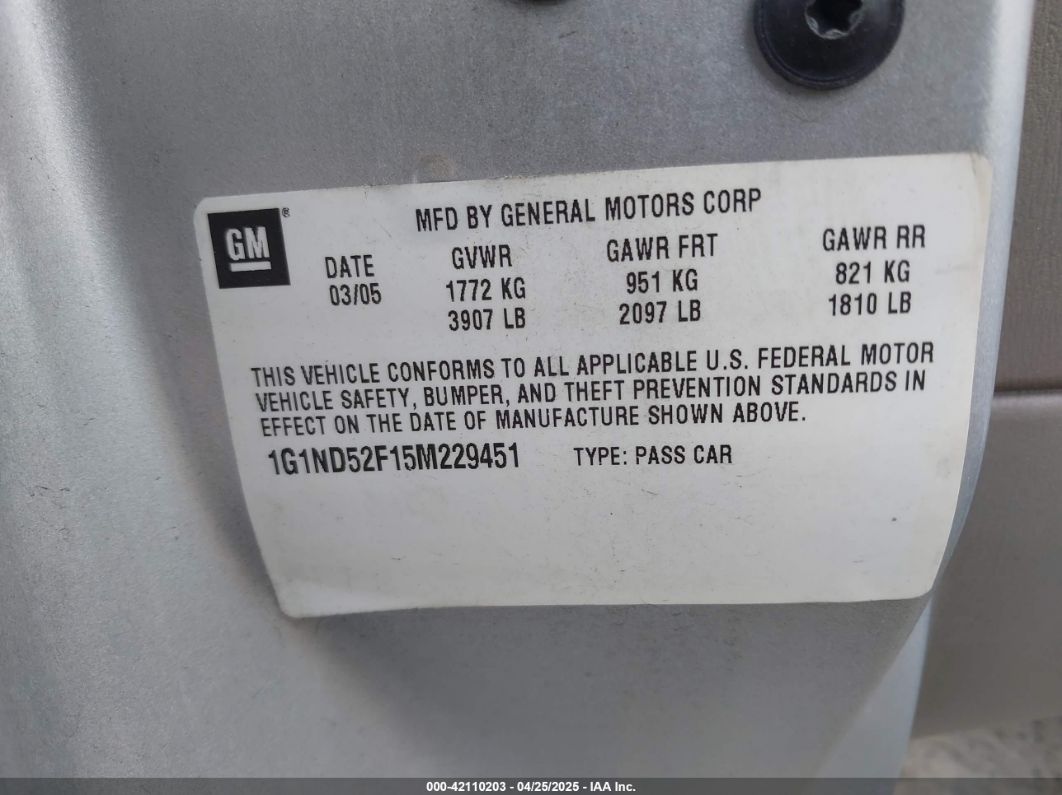 GM®
MFD BY GENERAL MOTORS CORP
DATE GVWR GAWR FRT GAWR RR
03/05 1772 KG 951 KG 821 KG
3907 LB 2097 LB 1810 LB
THIS VEHICLE CONFORMS TO ALL APPLICABLE U.S. FEDERAL MOTOR
VEHICLE SAFETY, BUMPER, AND THEFT PREVENTION STANDARDS IN
EFFECT ON THE DATE OF MANUFACTURE SHOWN ABOVE.
1G1ND52F15M229451 TYPE: PASS CAR
000-42110203 - 04/25/2025 - IAA Inc.